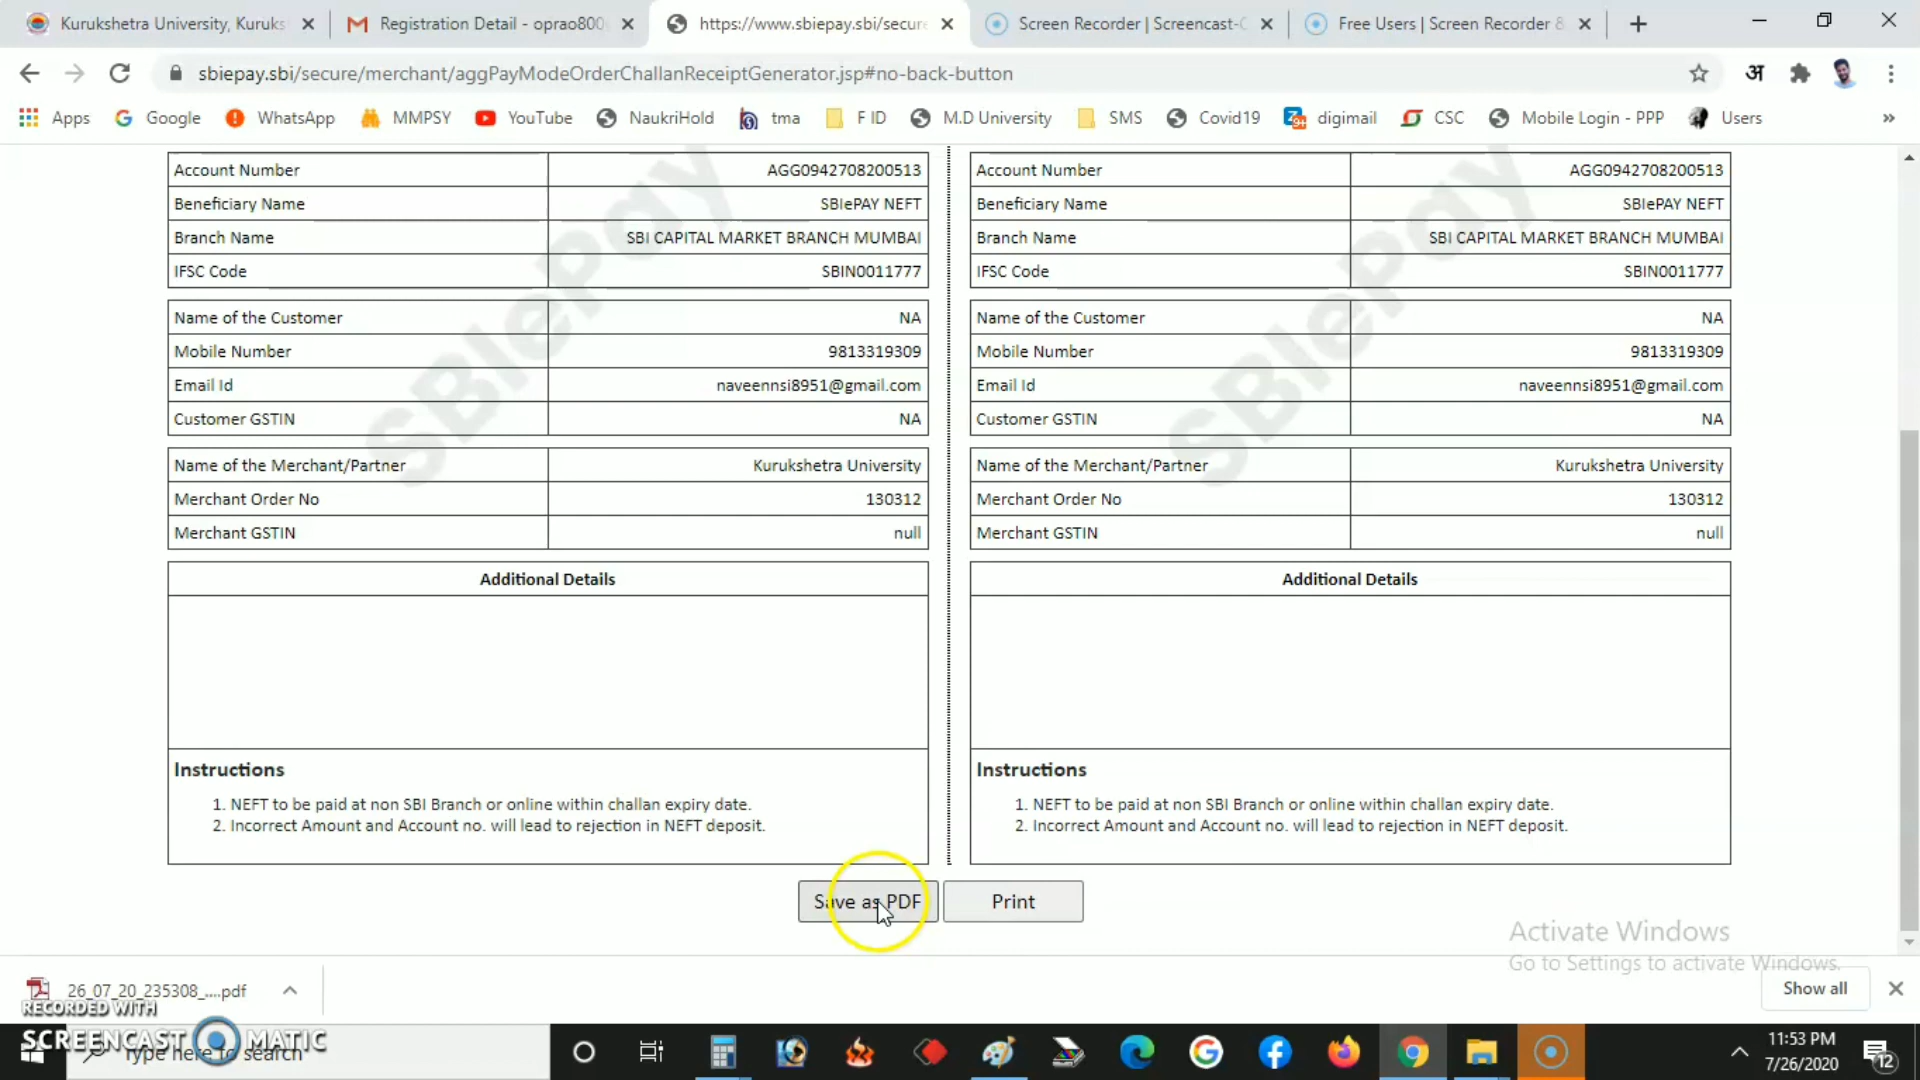 Kurukshetra University, Kuruks
Registration Detail - oprao800
https://www.sbiepay.sbi/secure
Screen Recorder | Screencast-O
Free Users | Screen Recorder &
sbiepay.sbi/secure/merchant/aggPayModeOrderChallanReceiptGenerator.jsp#no-back-button
अ
Apps Google WhatsApp MMPSY YouTube NaukriHold tma F ID M.D University SMS Covid19 digimail CSC Mobile Login - PPP Users »
Account Number AGG0942708200513 Account Number AGG0942708200513
Beneficiary Name SBIePAY NEFT Beneficiary Name SBIePAY NEFT
Branch Name SBI CAPITAL MARKET BRANCH MUMBAI Branch Name SBI CAPITAL MARKET BRANCH MUMBAI
IFSC Code SBIN0011777 IFSC Code SBIN0011777
Name of the Customer NA Name of the Customer NA
Mobile Number 9813319309 Mobile Number 9813319309
Email Id naveennsi8951@gmail.com Email Id naveennsi8951@gmail.com
Customer GSTIN NA Customer GSTIN NA
SBIePay SBIePay
Name of the Merchant/Partner Kurukshetra University Name of the Merchant/Partner Kurukshetra University
Merchant Order No 130312 Merchant Order No 130312
Merchant GSTIN null Merchant GSTIN null
Additional Details Additional Details
Instructions Instructions
1. NEFT to be paid at non SBI Branch or online within challan expiry date. 1. NEFT to be paid at non SBI Branch or online within challan expiry date.
2. Incorrect Amount and Account no. will lead to rejection in NEFT deposit. 2. Incorrect Amount and Account no. will lead to rejection in NEFT deposit.
Save as PDF Print
Activate Windows
Go to Settings to activate Windows.
26_07_20_235308_....pdf
Show all
RECORDED WITH
SCREENCAST MATIC
Type here to search
11:53 PM
7/26/2020
12